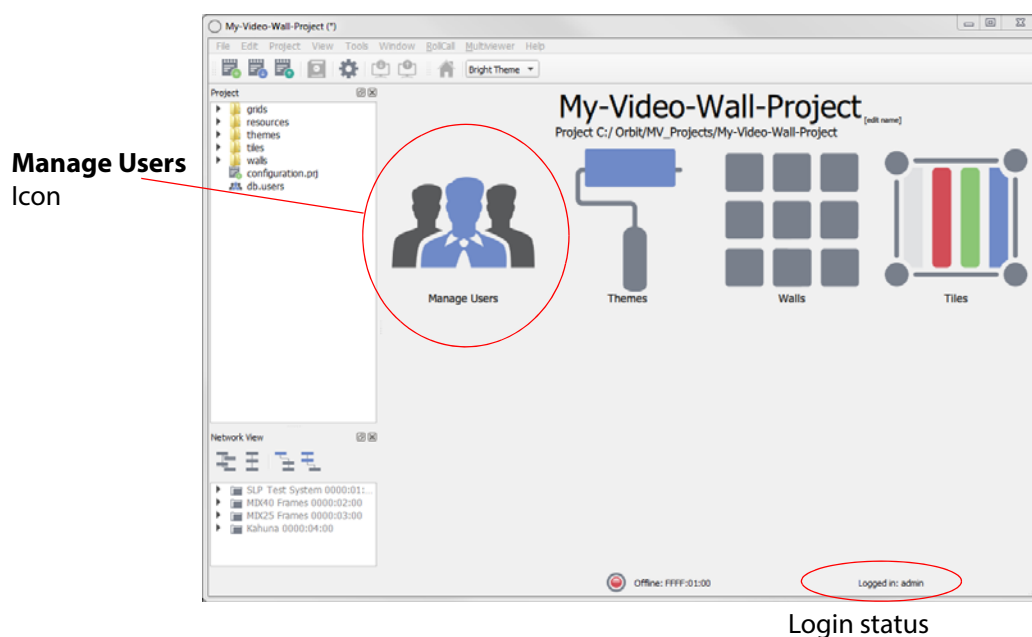 My-Video-Wall-Project (*)
File Edit Project View Tools Window RollCall Multiviewer Help
Bright Theme
Project
grids
resources
themes
tiles
walls
configuration.prj
db.users
My-Video-Wall-Project [edit name]
Project C:/ Orbit/MV_Projects/My-Video-Wall-Project
Manage Users
Icon
Manage Users
Themes
Walls
Tiles
Network View
SLP Test System 0000:01:...
MIX40 Frames 0000:02:00
MIX25 Frames 0000:03:00
Kahuna 0000:04:00
Offline: FFFF:01:00
Logged in: admin
Login status